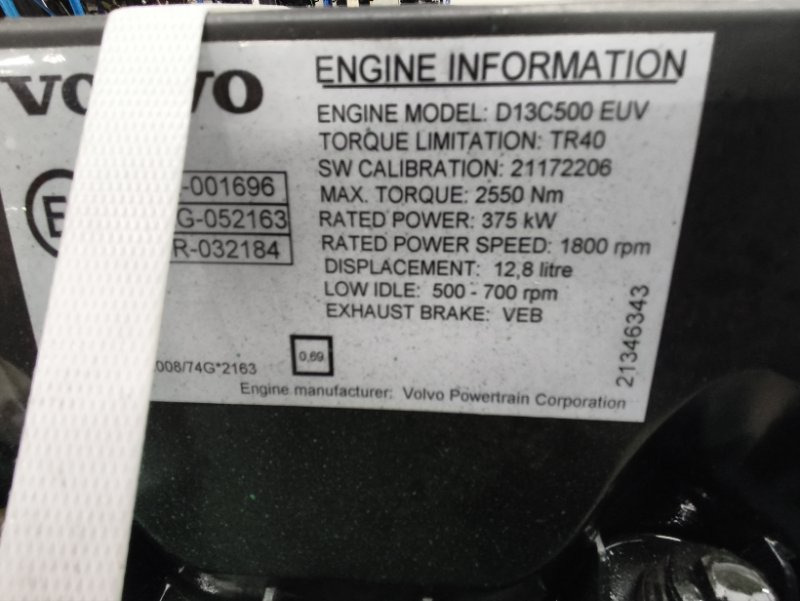 VOLVO
ENGINE INFORMATION
ENGINE MODEL: D13C500 EUV
TORQUE LIMITATION: TR40
SW CALIBRATION: 21172206
MAX. TORQUE: 2550 Nm
RATED POWER: 375 kW
RATED POWER SPEED: 1800 rpm
DISPLACEMENT: 12,8 litre
LOW IDLE: 500 - 700 rpm
EXHAUST BRAKE: VEB
E
-001696
G-052163
R-032184
0,69
008/74G*2163
Engine manufacturer: Volvo Powertrain Corporation
21346343